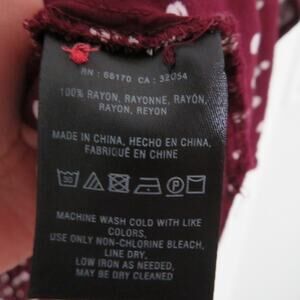 RN : 66170 CA : 32054
100% RAYON, RAYONNE, RAYÓN,
RAYON, REYON
MADE IN CHINA, HECHO EN CHINA,
FABRIQUÉ EN CHINE
30
P
MACHINE WASH COLD WITH LIKE
COLORS,
USE ONLY NON-CHLORINE BLEACH,
LINE DRY,
LOW IRON AS NEEDED,
MAY BE DRY CLEANED